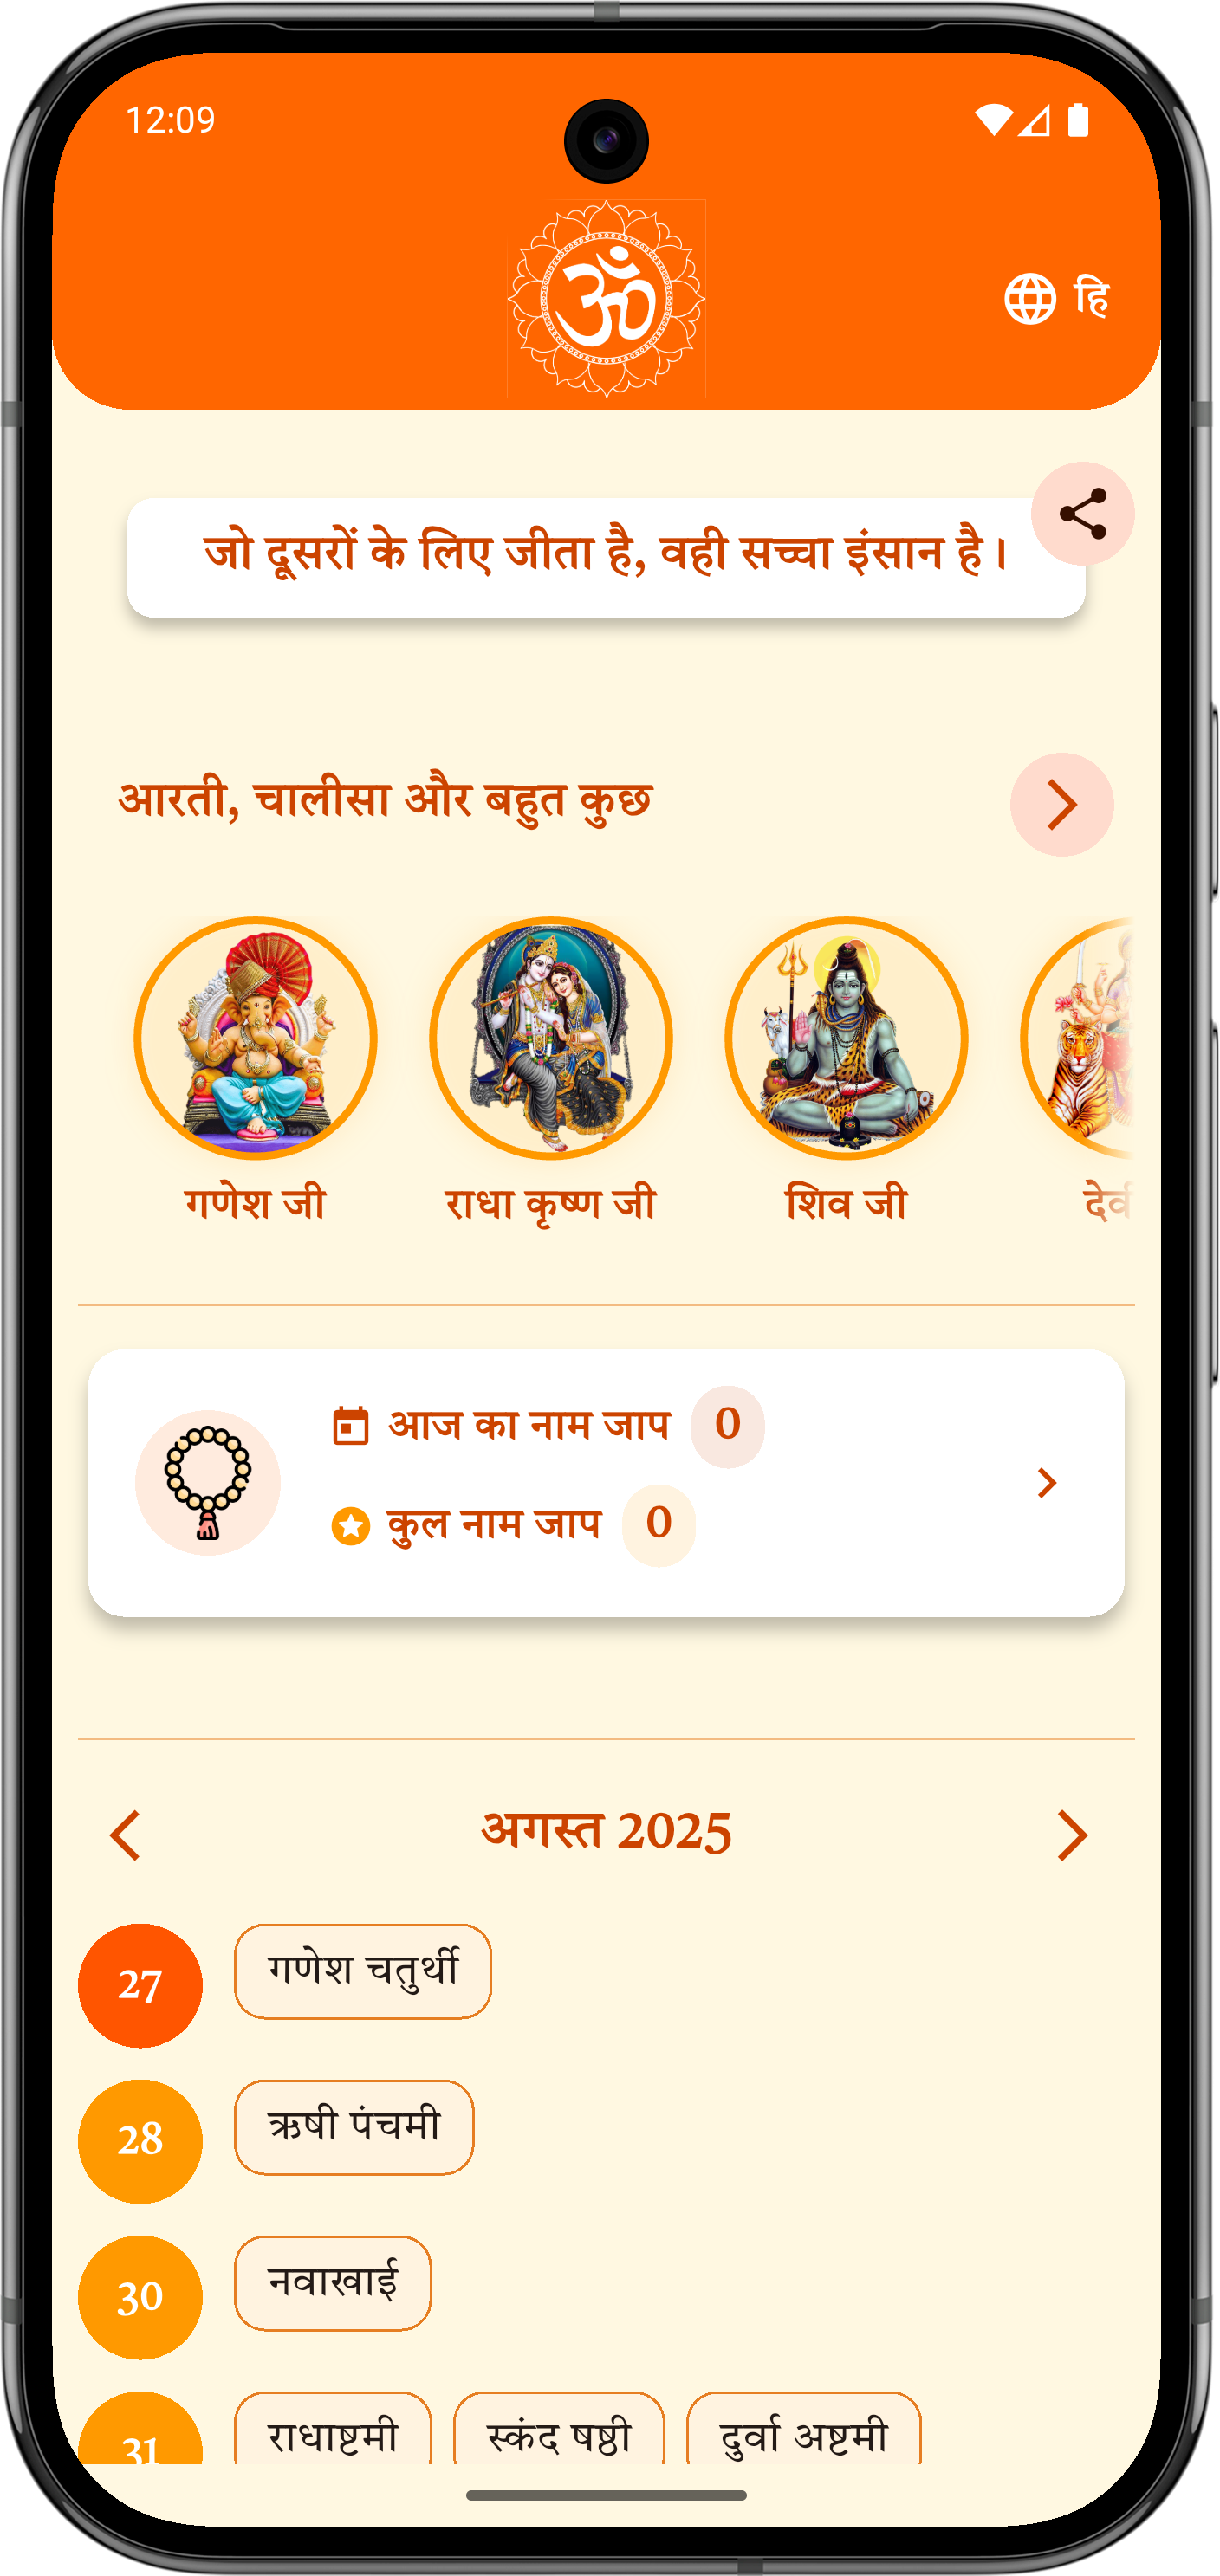 12:09
ॐ
हि
जो दूसरों के लिए जीता है, वही सच्चा इंसान है।
आरती, चालीसा और बहुत कुछ
गणेश जी राधा कृष्ण जी शिव जी
आज का नाम जाप 0
कुल नाम जाप 0
अगस्त 2025
27 गणेश चतुर्थी
28 ऋषी पंचमी
30 नवाखाई
31 राधाष्टमी स्कंद षष्ठी दुर्वा अष्टमी